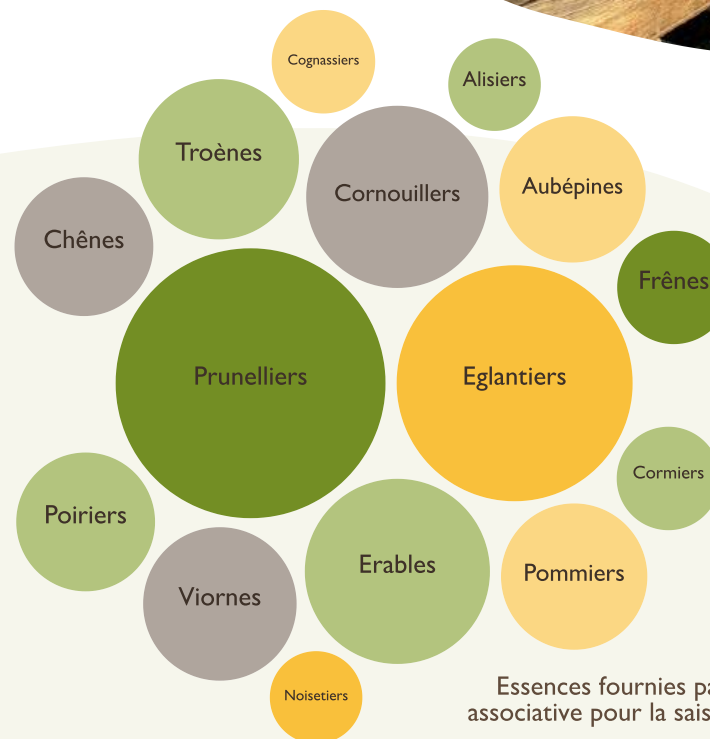 Cognassiers
Alisiers
Troènes
Cornouillers
Aubépines
Chênes
Frênes
Prunelliers
Eglantiers
Cormiers
Poiriers
Erables
Pommiers
Viornes
Noisetiers
Essences fournies
associative pour la